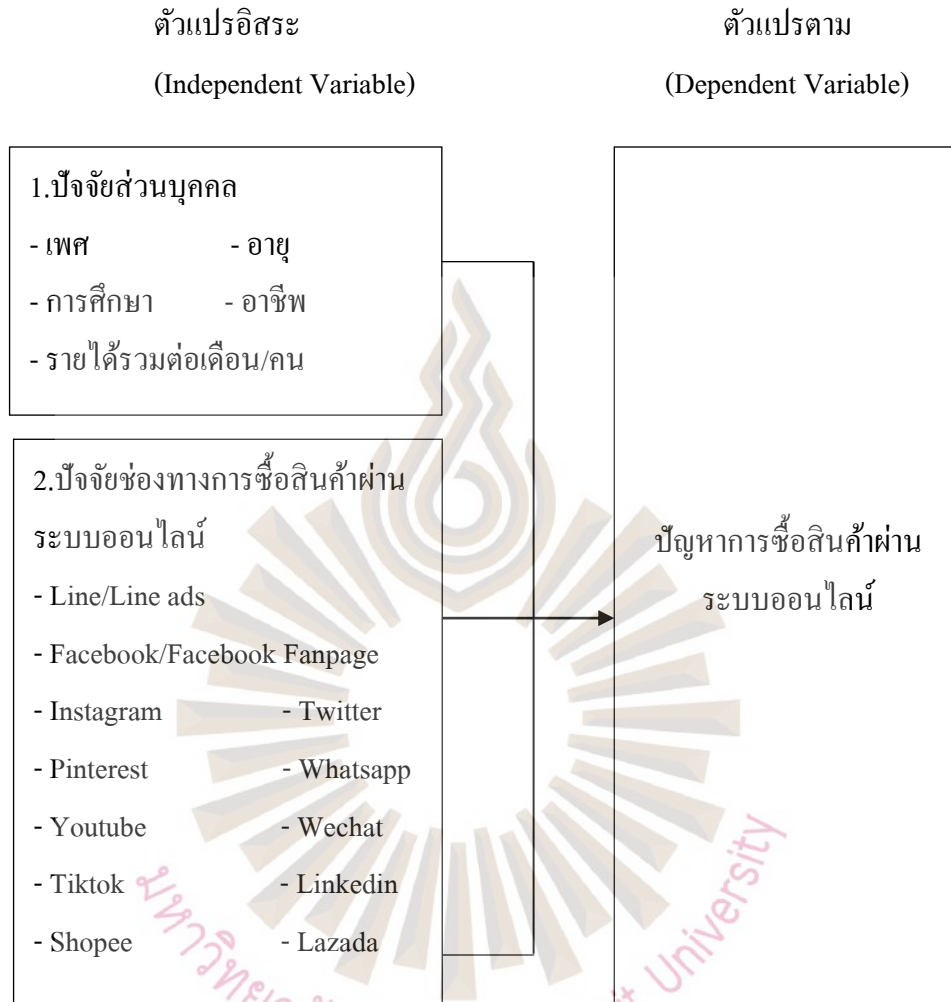 ตัวแปรอิสระ
(Independent Variable)
ตัวแปรตาม
(Dependent Variable)
1.ปัจจัยส่วนบุคคล
- เพศ - อายุ
- การศึกษา - อาชีพ
- รายได้รวมต่อเดือน/คน
2.ปัจจัยช่องทางการซื้อสินค้าผ่าน
ระบบออนไลน์
- Line/Line ads
- Facebook/Facebook Fanpage
- Instagram - Twitter
- Pinterest - Whatsapp
- Youtube - Wechat
- Tiktok - Linkedin
- Shopee - Lazada
ปัญหาการซื้อสินค้าผ่าน
ระบบออนไลน์
University